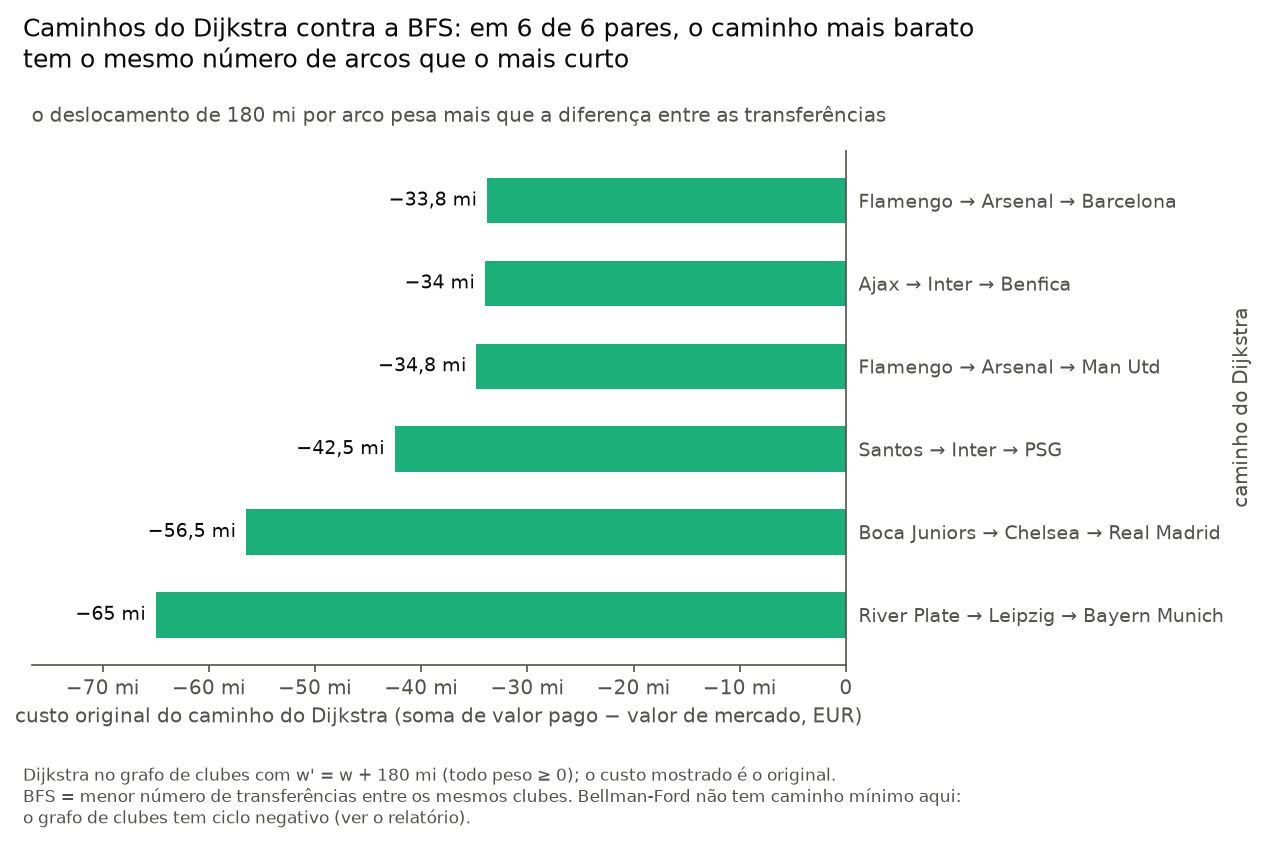 Caminhos do Dijkstra contra a BFS: em 6 de 6 pares, o caminho mais barato
tem o mesmo número de arcos que o mais curto
o deslocamento de 180 mi por arco pesa mais que a diferença entre as transferências
−33,8 mi Flamengo → Arsenal → Barcelona
−34 mi Ajax → Inter → Benfica
−34,8 mi Flamengo → Arsenal → Man Utd
−42,5 mi Santos → Inter → PSG
−56,5 mi Boca Juniors → Chelsea → Real Madrid
−65 mi River Plate → Leipzig → Bayern Munich
caminho do Dijkstra
−70 mi −60 mi −50 mi −40 mi −30 mi −20 mi −10 mi 0
custo original do caminho do Dijkstra (soma de valor pago − valor de mercado, EUR)
Dijkstra no grafo de clubes com w' = w + 180 mi (todo peso ≥ 0); o custo mostrado é o original.
BFS = menor número de transferências entre os mesmos clubes. Bellman-Ford não tem caminho mínimo aqui:
o grafo de clubes tem ciclo negativo (ver o relatório).